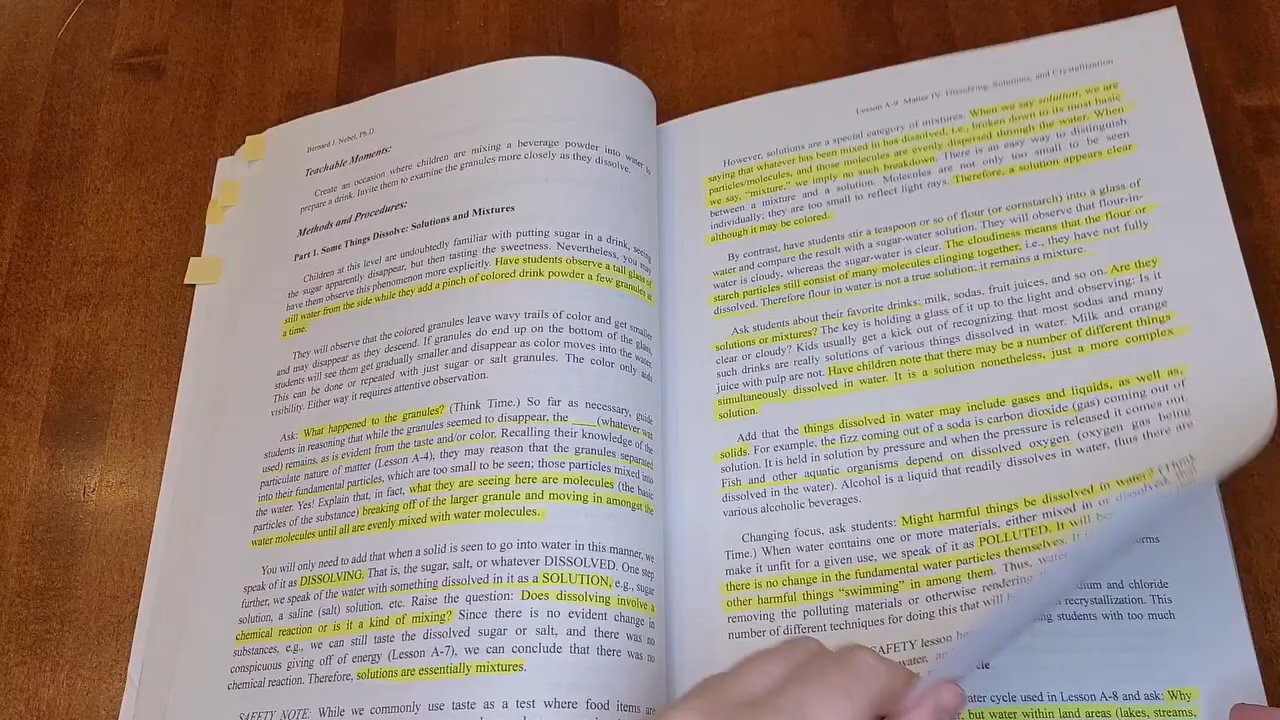 Bernard J. Nebel, Ph.D.
Teachable Moments:
Create an occasion where children are mixing a beverage powder into water to
prepare a drink. Invite them to examine the granules more closely as they dissolve.
Methods and Procedures:
Part 1. Some Things Dissolve: Solutions and Mixtures
Children at this level are undoubtedly familiar with putting sugar in a drink, seeing
the sugar apparently disappear, but then tasting the sweetness. Nevertheless, you may
have them observe this phenomenon more explicitly. Have students observe a tall glass of
still water from the side while they add a pinch of colored drink powder a few granules at
a time.
They will observe that the colored granules leave wavy trails of color and get smaller
and may disappear as they descend. If granules do end up on the bottom of the glass,
students will see them get gradually smaller and disappear as color moves into the water.
This can be done or repeated with just sugar or salt granules. The color only aids
visibility. Either way it requires attentive observation.
Ask: What happened to the granules? (Think Time.) So far as necessary, guide
students in reasoning that while the granules seemed to disappear, the ____(whatever was
used) remains, as is evident from the taste and/or color. Recalling their knowledge of the
particulate nature of matter (Lesson A-4), they may reason that the granules separated
into their fundamental particles, which are too small to be seen; those particles mixed into
the water. Yes! Explain that, in fact, what they are seeing here are molecules (the basic
particles of the substance) breaking off of the larger granule and moving in amongst the
water molecules until all are evenly mixed with water molecules.
You will only need to add that when a solid is seen to go into water in this manner, we
speak of it as DISSOLVING. That is, the sugar, salt, or whatever DISSOLVED. One step
further, we speak of the water with something dissolved in it as a SOLUTION, e.g., sugar
solution, a saline (salt) solution, etc. Raise the question: Does dissolving involve a
chemical reaction or is it a kind of mixing? Since there is no evident change in
substances, e.g., we can still taste the dissolved sugar or salt, and there was no
conspicuous giving off of energy (Lesson A-7), we can conclude that there was no
chemical reaction. Therefore, solutions are essentially mixtures.
SAFETY NOTE: While we commonly use taste as a test where food items are
Lesson A-9 Matter IV: Dissolving, Solutions, and Crystallization
However, solutions are a special category of mixtures. When we say solution, we are
saying that whatever has been mixed in has dissolved, i.e., broken down to its most basic
particles/molecules, and those molecules are evenly dispersed through the water. When
we say, "mixture," we imply no such breakdown. There is an easy way to distinguish
between a mixture and a solution. Molecules are not only too small to be seen
individually; they are too small to reflect light rays. Therefore, a solution appears clear
although it may be colored.
By contrast, have students stir a teaspoon or so of flour (or cornstarch) into a glass of
water and compare the result with a sugar-water solution. They will observe that flour-in-
water is cloudy, whereas the sugar-water is clear. The cloudiness means that the flour or
starch particles still consist of many molecules clinging together, i.e., they have not fully
dissolved. Therefore flour in water is not a true solution; it remains a mixture.
Ask students about their favorite drinks: milk, sodas, fruit juices, and so on. Are they
solutions or mixtures? The key is holding a glass of it up to the light and observing: Is it
clear or cloudy? Kids usually get a kick out of recognizing that most sodas and many
such drinks are really solutions of various things dissolved in water. Milk and orange
juice with pulp are not. Have children note that there may be a number of different things
simultaneously dissolved in water. It is a solution nonetheless, just a more complex
solution.
Add that the things dissolved in water may include gases and liquids, as well as,
solids. For example, the fizz coming out of a soda is carbon dioxide (gas) coming out of
solution. It is held in solution by pressure and when the pressure is released it comes out.
Fish and other aquatic organisms depend on dissolved oxygen (oxygen gas being
dissolved in the water). Alcohol is a liquid that readily dissolves in water, thus there are
various alcoholic beverages.
Changing focus, ask students: Might harmful things be dissolved in water? (Think
Time.) When water contains one or more materials, either mixed in or dissolved, that
make it unfit for a given use, we speak of it as POLLUTED. It will be
there is no change in the fundamental water particles themselves. It
other harmful things "swimming" in among them. Thus, water
removing the polluting materials or otherwise rendering
number of different techniques for doing this that will
orms
ium and chloride
recrystallization. This
ing students with too much
SAFETY lesson
water,
cle
ater cycle used in Lesson A-8 and ask: Why
, but water within land areas (lakes, streams,